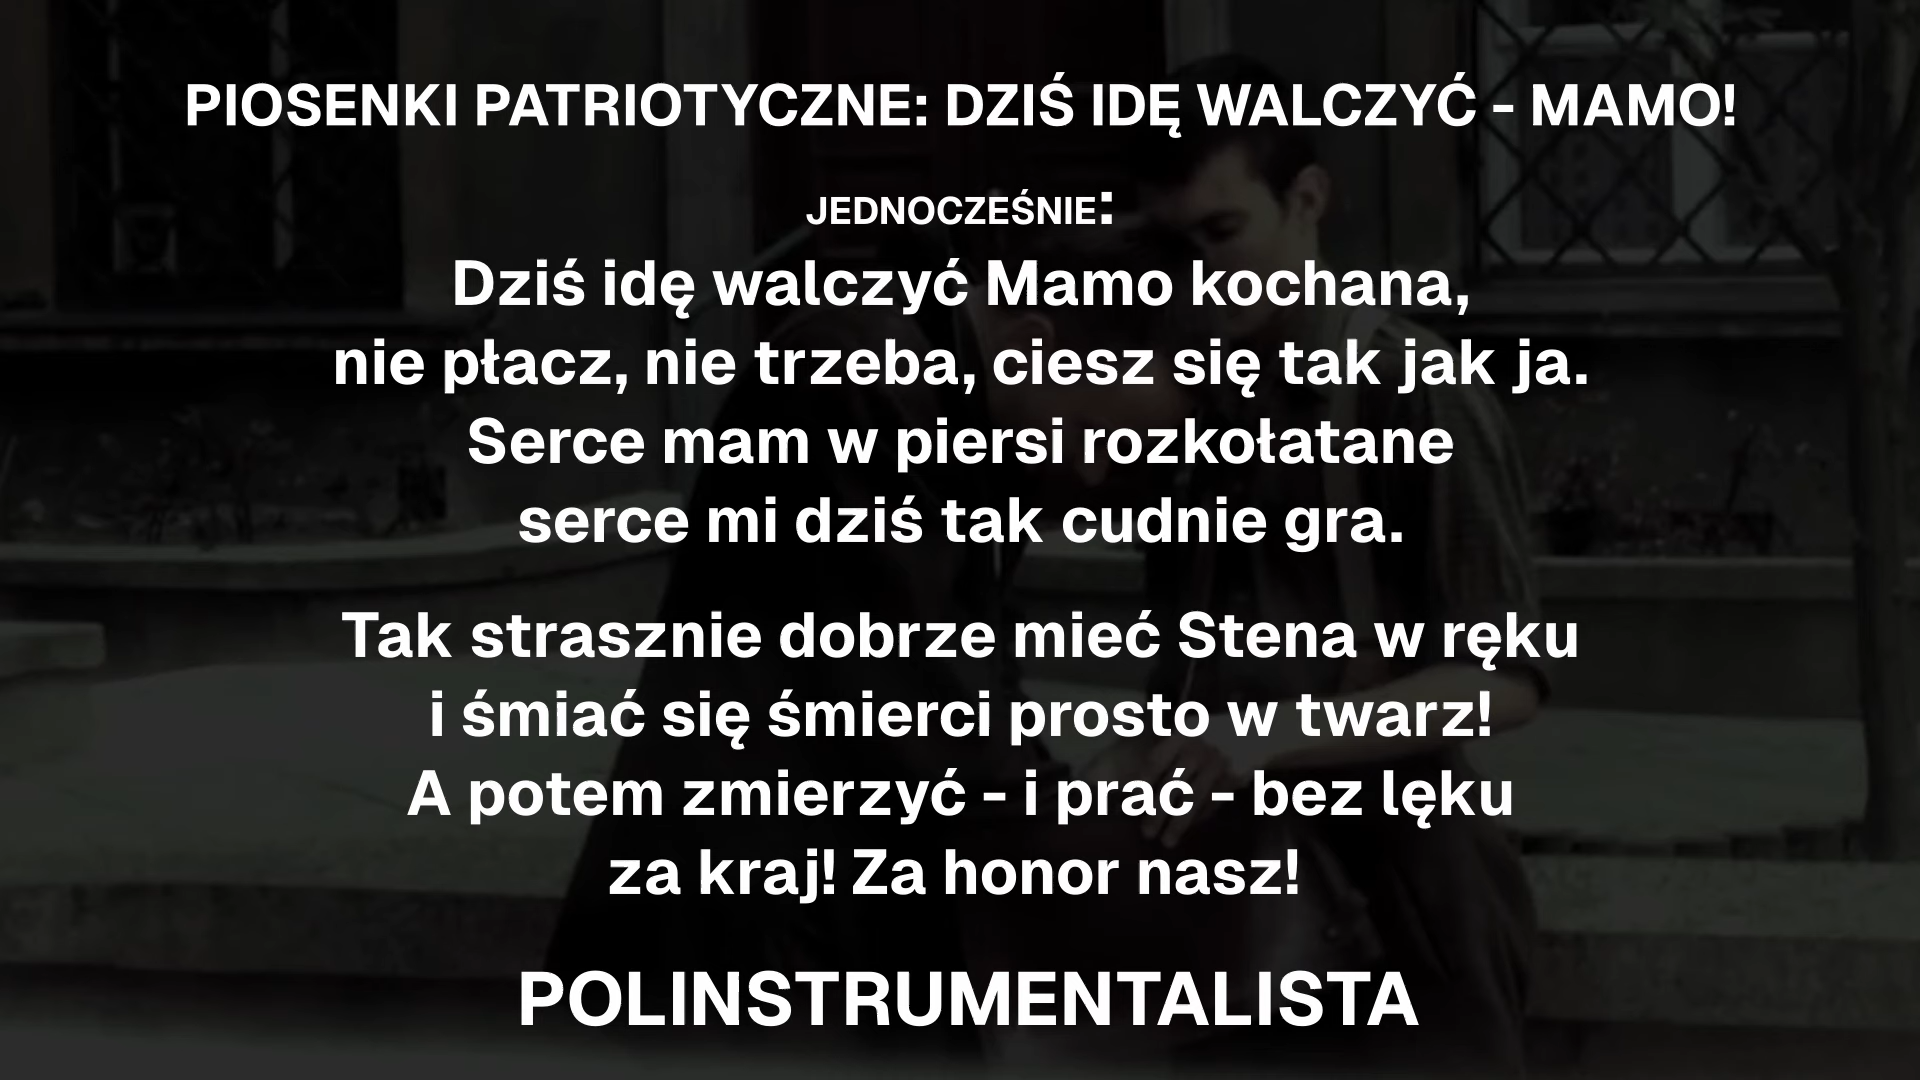 PIOSENKI PATRIOTYCZNE: DZIŚ IDĘ WALCZYĆ - MAMO!
JEDNOCZEŚNIE:
Dziś idę walczyć Mamo kochana,
nie płacz, nie trzeba, ciesz się tak jak ja.
Serce mam w piersi rozkołatane
serce mi dziś tak cudnie gra.
Tak strasznie dobrze mieć Stena w ręku
i śmiać się śmierci prosto w twarz!
A potem zmierzyć - i prać - bez lęku
za kraj! Za honor nasz!
POLINSTRUMENTALISTA